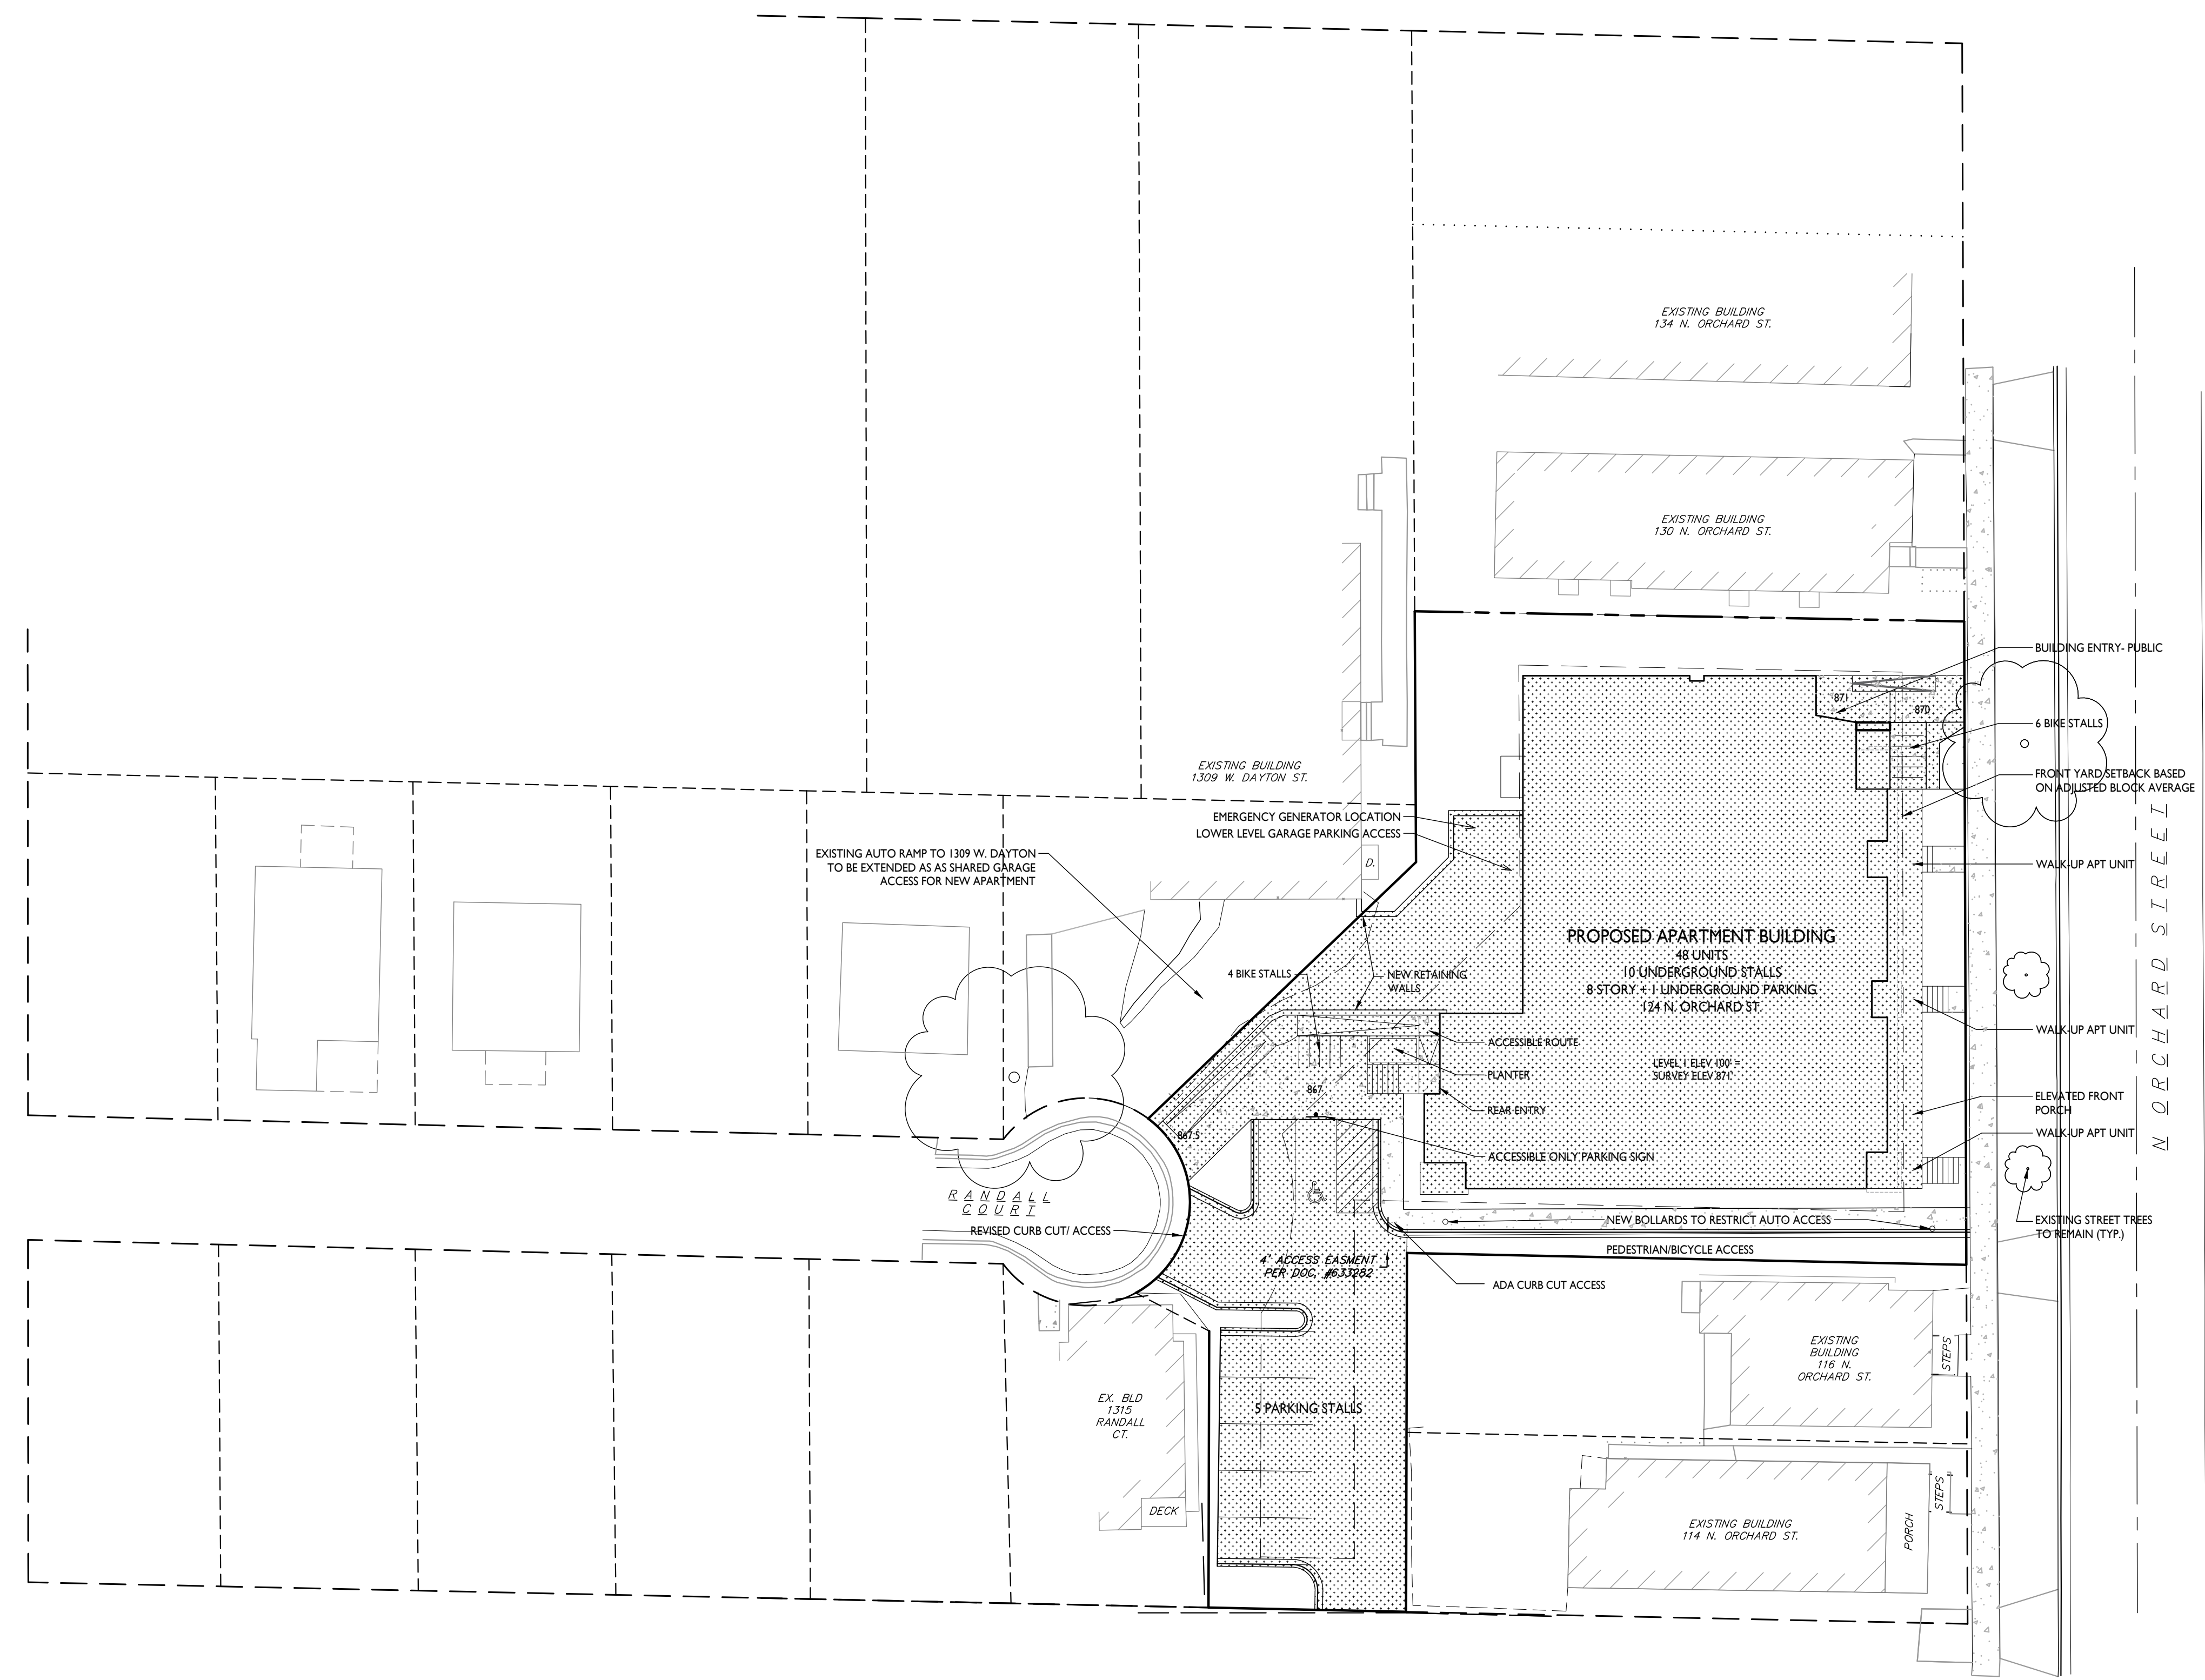 EXISTING BUILDING
134 N. ORCHARD ST.
EXISTING BUILDING
130 N. ORCHARD ST.
BUILDING ENTRY- PUBLIC
871
870
6 BIKE STALLS
EXISTING BUILDING
1309 W. DAYTON ST.
FRONT YARD SETBACK BASED
ON ADJUSTED BLOCK AVERAGE
EMERGENCY GENERATOR LOCATION
LOWER LEVEL GARAGE PARKING ACCESS
EXISTING AUTO RAMP TO 1309 W. DAYTON
TO BE EXTENDED AS AS SHARED GARAGE
ACCESS FOR NEW APARTMENT
D.
WALK-UP APT UNIT
N ORCHARD STREET
PROPOSED APARTMENT BUILDING
48 UNITS
10 UNDERGROUND STALLS
8 STORY + 1 UNDERGROUND PARKING
124 N. ORCHARD ST.
4 BIKE STALLS
NEW RETAINING
WALLS
WALK-UP APT UNIT
ACCESSIBLE ROUTE
LEVEL 1 ELEV 100' =
SURVEY ELEV 871'
PLANTER
867
REAR ENTRY
ELEVATED FRONT
PORCH
867.5
WALK-UP APT UNIT
ACCESSIBLE ONLY PARKING SIGN
RANDALL
COURT
REVISED CURB CUT/ ACCESS
NEW BOLLARDS TO RESTRICT AUTO ACCESS
EXISTING STREET TREES
TO REMAIN (TYP.)
PEDESTRIAN/BICYCLE ACCESS
4' ACCESS EASMENT
PER DOC. #633282
ADA CURB CUT ACCESS
EXISTING
BUILDING
116 N.
ORCHARD ST.
STEPS
EX. BLD
1315
RANDALL
CT.
5 PARKING STALLS
DECK
EXISTING BUILDING
114 N. ORCHARD ST.
PORCH
STEPS